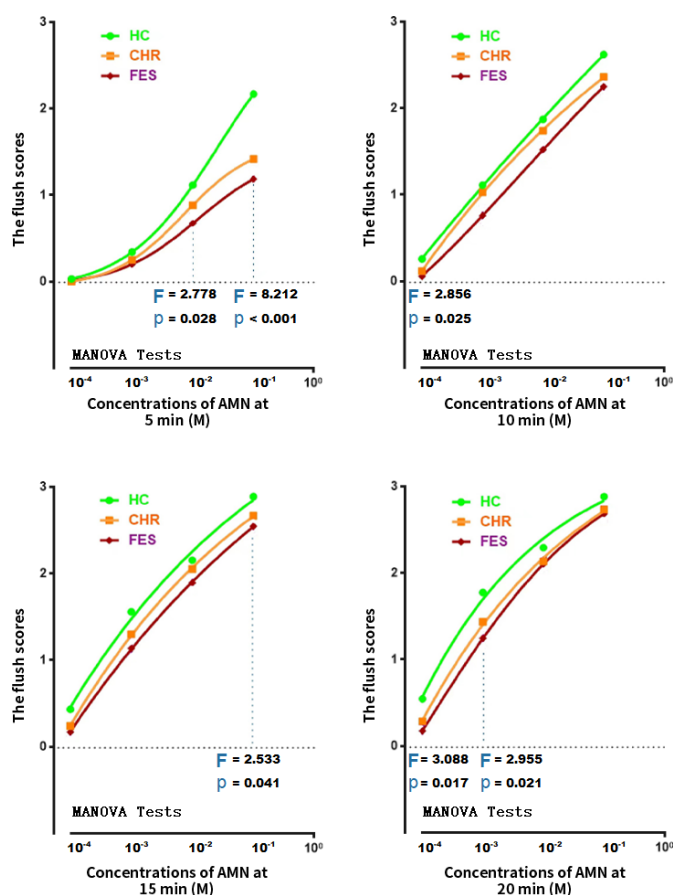 3
HC
CHR
FES
2
1
0
The flush scores
F = 2.778 F = 8.212
p = 0.028 p < 0.001
MANOVA Tests
10⁻⁴ 10⁻³ 10⁻² 10⁻¹ 10⁰
Concentrations of AMN at
5 min (M)
3
HC
CHR
FES
2
1
0
The flush scores
F = 2.856
p = 0.025
MANOVA Tests
10⁻⁴ 10⁻³ 10⁻² 10⁻¹ 10⁰
Concentrations of AMN at
10 min (M)
3
HC
CHR
FES
2
1
0
The flush scores
F = 2.533
p = 0.041
MANOVA Tests
10⁻⁴ 10⁻³ 10⁻² 10⁻¹ 10⁰
Concentrations of AMN at
15 min (M)
3
HC
CHR
FES
2
1
0
The flush scores
F = 3.088 F = 2.955
p = 0.017 p = 0.021
MANOVA Tests
10⁻⁴ 10⁻³ 10⁻² 10⁻¹ 10⁰
Concentrations of AMN at
20 min (M)